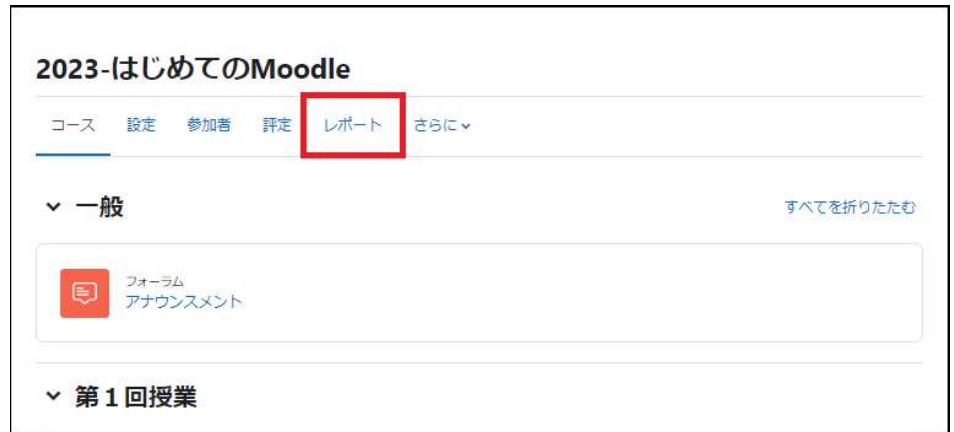 2023-はじめてのMoodle
コース 設定 参加者 評定 レポート さらに
一般 すべてを折りたたむ
フォーラム
アナウンスメント
第１回授業